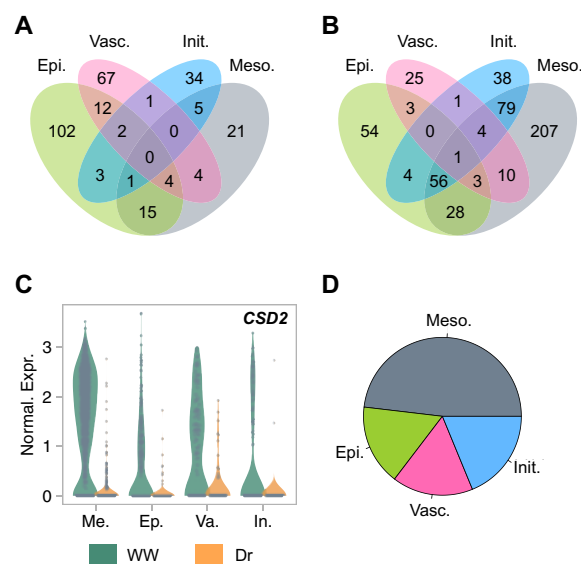 A
B
Epi. Vasc. Init. Meso.
67 34
12 1 5
102 2 0 21
0
3 1 4 4
15
Epi. Vasc. Init. Meso.
25 38
3 1 79
54 0 4 207
1
4 56 3 10
28
C
CSD2
Normal. Expr.
3
2
1
0
Me. Ep. Va. In.
WW Dr
D
Meso.
Epi.
Init.
Vasc.